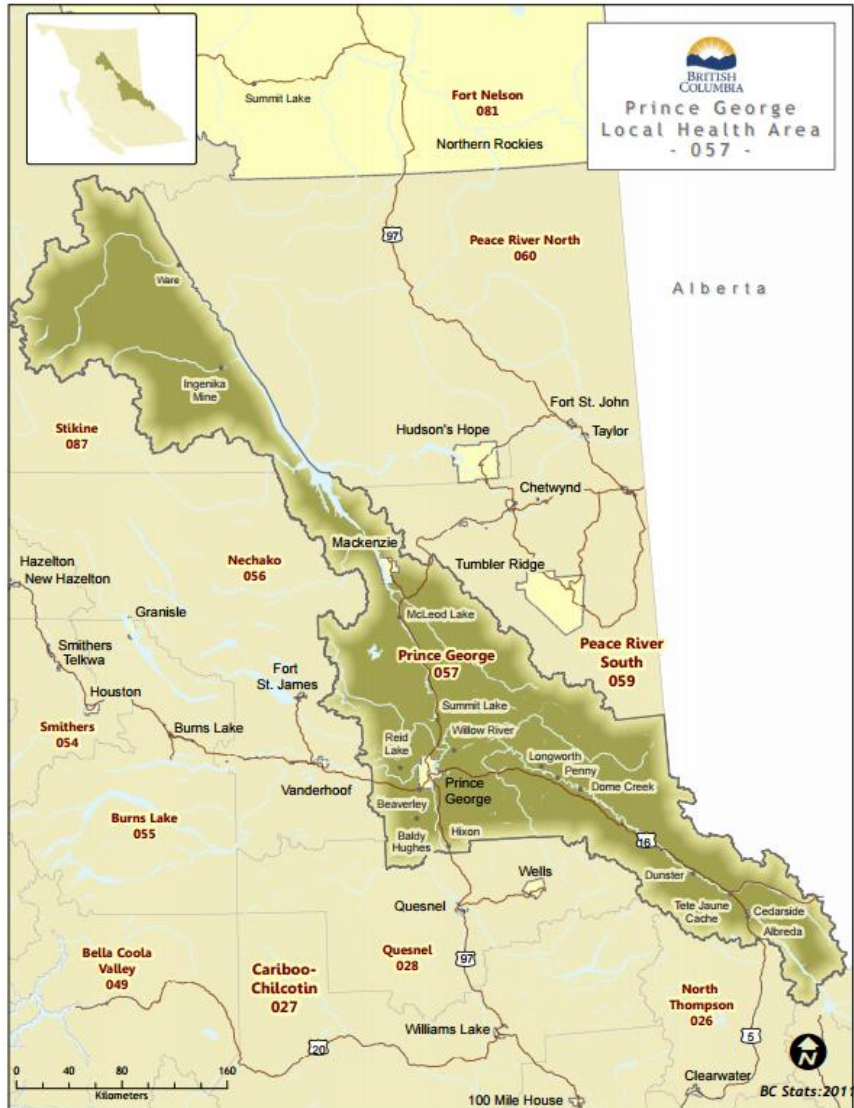 BRITISH
COLUMBIA
Prince George
Local Health Area
- 057 -
Summit Lake
Fort Nelson
081
Northern Rockies
97
Peace River North
060
Alberta
Ware
Ingenika
Mine
Stikine
087
Fort St. John
Taylor
Hudson's Hope
Chetwynd
Mackenzie
Tumbler Ridge
Hazelton
New Hazelton
Nechako
056
Granisle
McLeod Lake
Smithers
Telkwa
Prince George
057
Peace River
South
059
Fort
St. James
Houston
Summit Lake
Smithers
054
Burns Lake
Willow River
Reid
Lake
Longworth
Penny
Dome Creek
Vanderhoof
Prince
George
Beaverley
Burns Lake
055
Baldy
Hughes
Hixon
16
Wells
Dunster
Quesnel
Tete Jaune
Cache
Cedarside
Albreda
Bella Coola
Valley
049
Cariboo-
Chilcotin
027
Quesnel
028
97
North
Thompson
026
Williams Lake
20
5
N
Clearwater
0 40 80 160
Kilometers
100 Mile House
BC Stats:2011